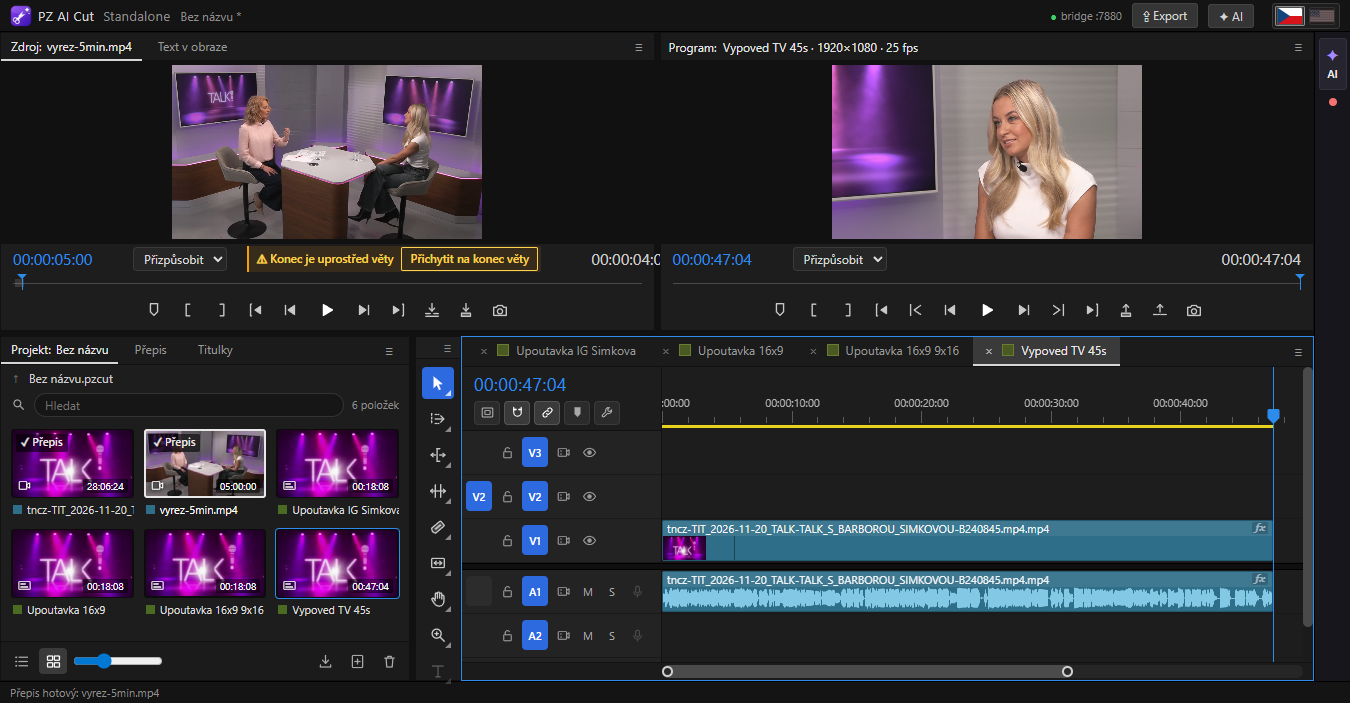 PZ AI Cut Standalone Bez názvu *
bridge :7880 Export AI
Zdroj: vyrez-5min.mp4 Text v obraze
Program: Vypoved TV 45s · 1920×1080 · 25 fps
AI
TALK!
00:00:05:00 Přizpůsobit Konec je uprostřed věty Přichytit na konec věty 00:00:04:0
00:00:47:04 Přizpůsobit 00:00:47:04
Projekt: Bez názvu Přepis Titulky
Bez názvu.pzcut
Hledat 6 položek
✓ Přepis TALK! 28:06:24
✓ Přepis 05:00:00
TALK! 00:18:08
tncz-TIT_2026-11-20_T
vyrez-5min.mp4
Upoutavka IG Simkova
TALK! 00:18:08
TALK! 00:18:08
TALK! 00:47:04
Upoutavka 16x9
Upoutavka 16x9 9x16
Vypoved TV 45s
× Upoutavka IG Simkova × Upoutavka 16x9 × Upoutavka 16x9 9x16 × Vypoved TV 45s
00:00:47:04
:00:00 00:00:10:00 00:00:20:00 00:00:30:00 00:00:40:00
V3
V2 V2
V1
tncz-TIT_2026-11-20_TALK-TALK_S_BARBOROU_SIMKOVOU-B240845.mp4.mp4 fx
TALK
A1 M S
tncz-TIT_2026-11-20_TALK-TALK_S_BARBOROU_SIMKOVOU-B240845.mp4.mp4 fx
A2 M S
Přepis hotový: vyrez-5min.mp4